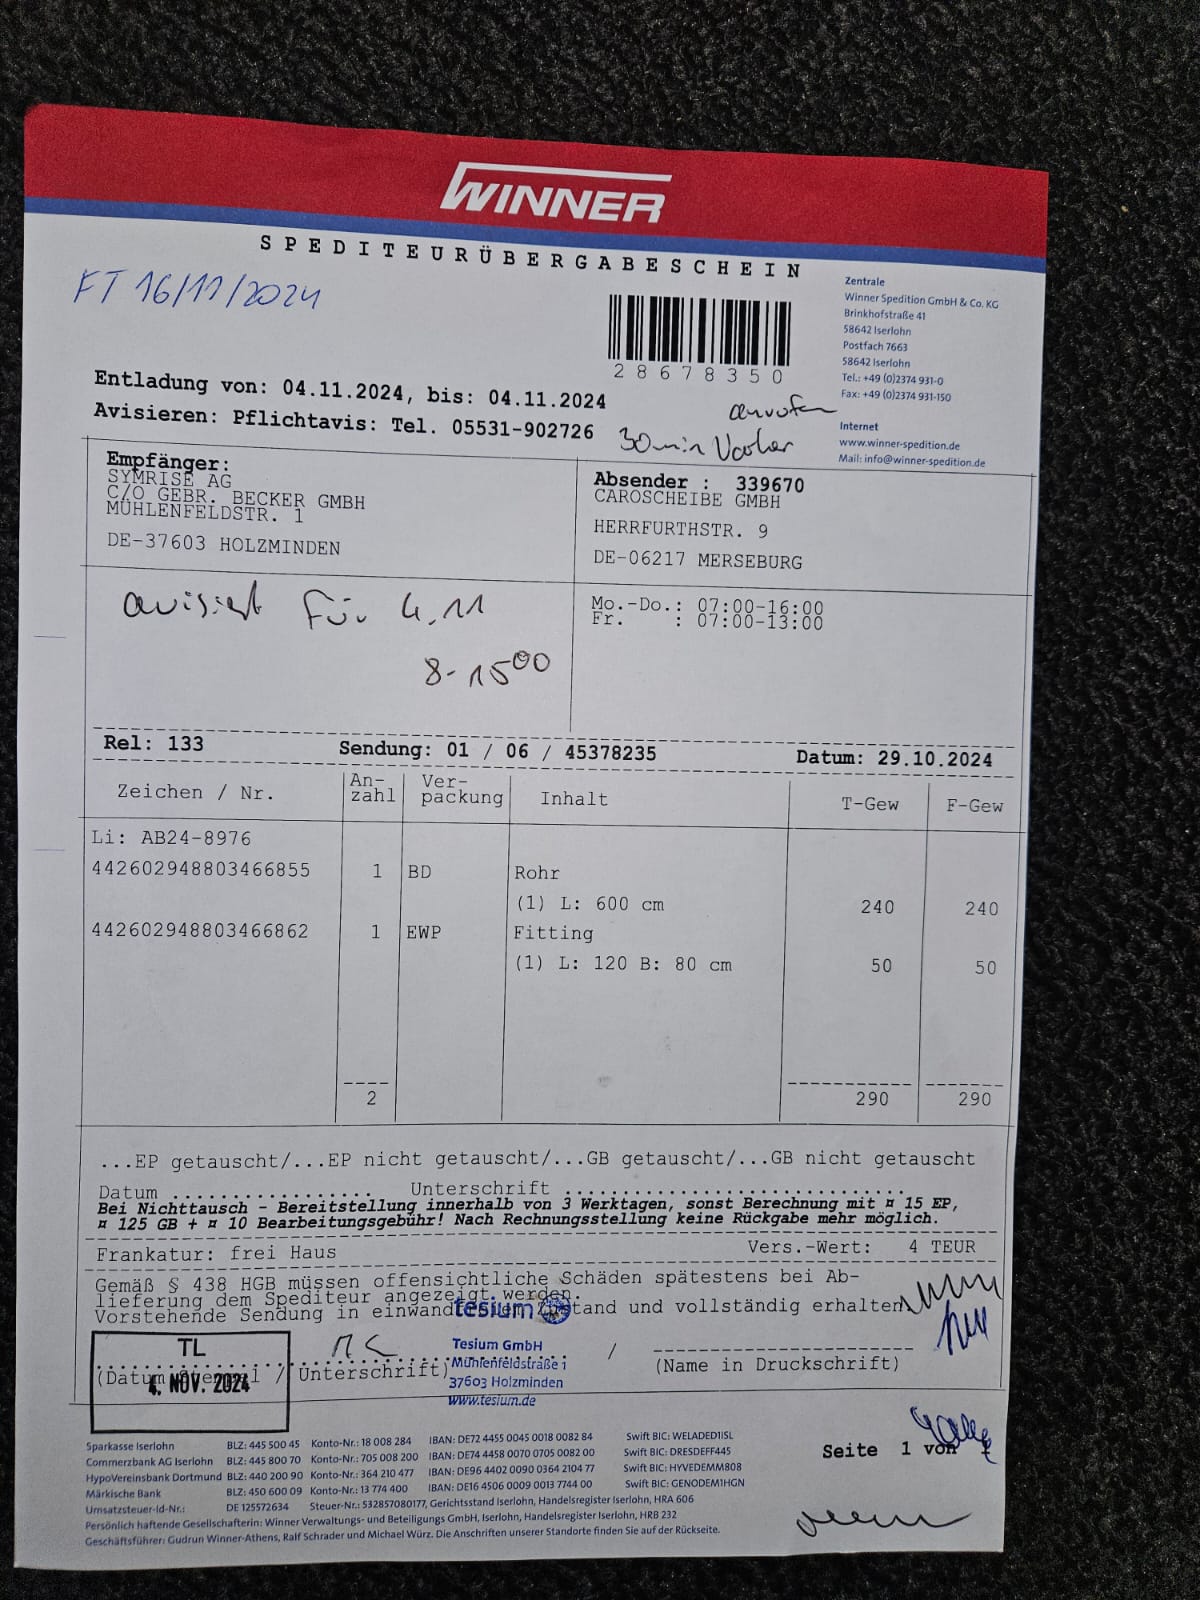 WINNER
SPEDITEURÜBERGABESCHEIN
FT 16/11/2024
Zentrale
Winner Spedition GmbH & Co. KG
Brinkhofstraße 41
58642 Iserlohn
Postfach 7663
58642 Iserlohn
Tel.: +49 (0)2374 931-0
Fax: +49 (0)2374 931-150
Internet
www.winner-spedition.de
Mail: info@winner-spedition.de
28678350
Entladung von: 04.11.2024, bis: 04.11.2024
Avisieren: Pflichtavis: Tel. 05531-902726
anrufen
30min Vorher
Empfänger:
SYMRISE AG
C/O GEBR. BECKER GMBH
MÜHLENFELDSTR. 1
DE-37603 HOLZMINDEN
Absender : 339670
CAROSCHEIBE GMBH
HERRFURTHSTR. 9
DE-06217 MERSEBURG
avisiert für 4.11
8-15 00
Mo.-Do.: 07:00-16:00
Fr. : 07:00-13:00
Rel: 133 Sendung: 01 / 06 / 45378235 Datum: 29.10.2024
Zeichen / Nr. An-zahl Ver-packung Inhalt T-Gew F-Gew
Li: AB24-8976
442602948803466855 1 BD Rohr
(1) L: 600 cm 240 240
442602948803466862 1 EWP Fitting
(1) L: 120 B: 80 cm 50 50
2 290 290
...EP getauscht/...EP nicht getauscht/...GB getauscht/...GB nicht getauscht
Datum .................. Unterschrift ..............................
Bei Nichttausch - Bereitstellung innerhalb von 3 Werktagen, sonst Berechnung mit ¤ 15 EP,
¤ 125 GB + ¤ 10 Bearbeitungsgebühr! Nach Rechnungsstellung keine Rückgabe mehr möglich.
Frankatur: frei Haus Vers.-Wert: 4 TEUR
Gemäß § 438 HGB müssen offensichtliche Schäden spätestens bei Ab-
lieferung dem Spediteur angezeigt werden.
Vorstehende Sendung in einwandfreiem Zustand und vollständig erhalten
tesium
Tesium GmbH
Mühlenfeldstraße 1
37603 Holzminden
www.tesium.de
TL
4. NOV. 2024
(Datum Stempel / Unterschrift) / (Name in Druckschrift)
Seite 1 von
Sparkasse Iserlohn BLZ: 445 500 45 Konto-Nr.: 18 008 284 IBAN: DE72 4455 0045 0018 0082 84 Swift BIC: WELADED1ISL
Commerzbank AG Iserlohn BLZ: 445 800 70 Konto-Nr.: 705 008 200 IBAN: DE74 4458 0070 0705 0082 00 Swift BIC: DRESDEFF445
HypoVereinsbank Dortmund BLZ: 440 200 90 Konto-Nr.: 364 210 477 IBAN: DE96 4402 0090 0364 2104 77 Swift BIC: HYVEDEMM808
Märkische Bank BLZ: 450 600 09 Konto-Nr.: 13 774 400 IBAN: DE16 4506 0009 0013 7744 00 Swift BIC: GENODEM1HGN
Umsatzsteuer-Id-Nr.: DE 125572634 Steuer-Nr.: 532857080177, Gerichtsstand Iserlohn, Handelsregister Iserlohn, HRA 606
Persönlich haftende Gesellschafterin: Winner Verwaltungs- und Beteiligungs GmbH, Iserlohn, Handelsregister Iserlohn, HRB 232
Geschäftsführer: Gudrun Winner-Athens, Ralf Schrader und Michael Würz. Die Anschriften unserer Standorte finden Sie auf der Rückseite.